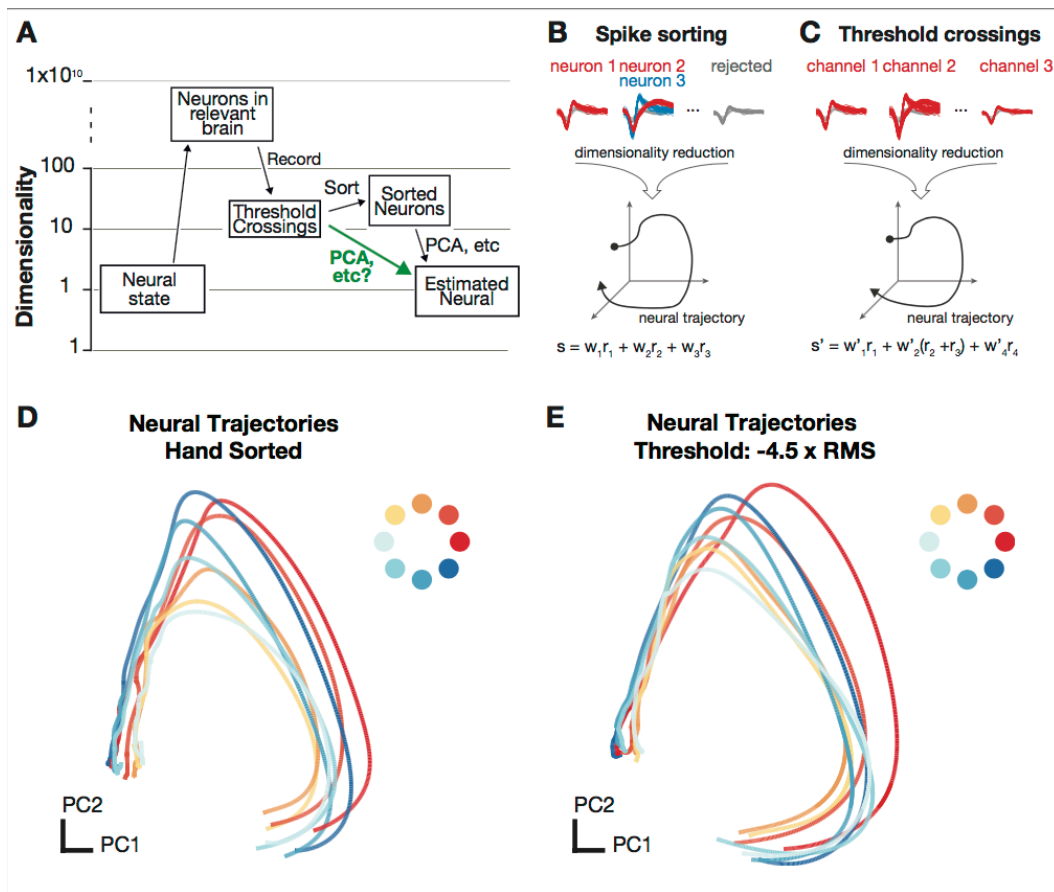 A
Dimensionality
1x10¹⁰
100
10
1
1
Neurons in
relevant
brain
Record
Threshold
Crossings
Sort
Sorted
Neurons
PCA, etc
PCA,
etc?
Neural
state
Estimated
Neural
B Spike sorting
neuron 1 neuron 2
neuron 3
rejected
...
dimensionality reduction
neural trajectory
s = w₁r₁ + w₂r₂ + w₃r₃
C Threshold crossings
channel 1 channel 2 channel 3
...
dimensionality reduction
neural trajectory
s' = w'₁r₁ + w'₂(r₂ +r₃) + w'₄r₄
D Neural Trajectories
Hand Sorted
PC2
PC1
E Neural Trajectories
Threshold: -4.5 x RMS
PC2
PC1